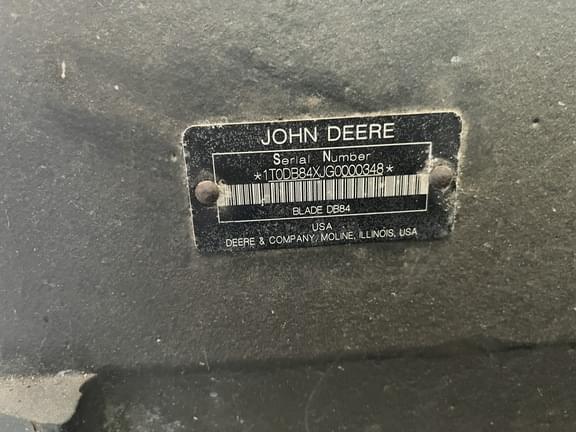 JOHN DEERE
Serial Number
*1T0DB84XJG0000348*
BLADE DB84
USA
DEERE & COMPANY, MOLINE, ILLINOIS, USA